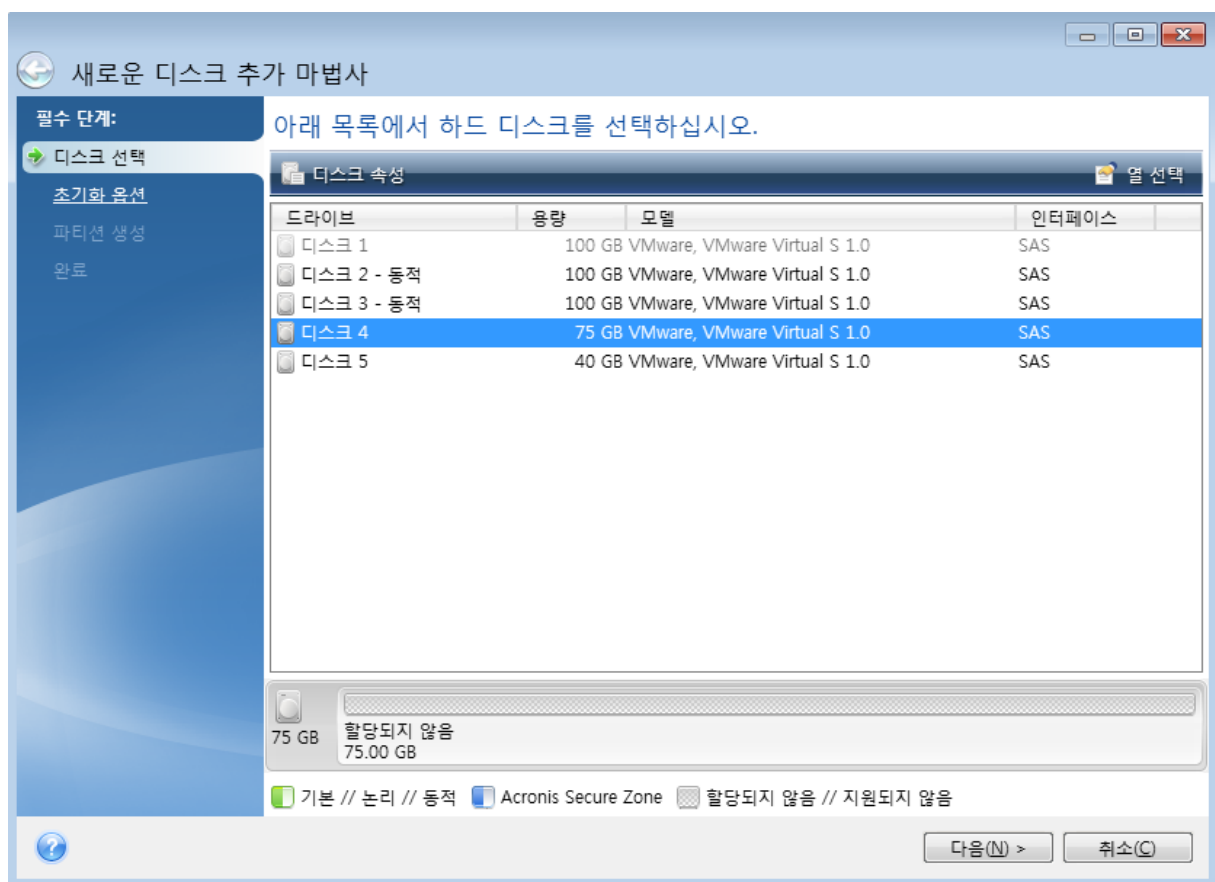 새로운 디스크 추가 마법사
필수 단계:
디스크 선택
초기화 옵션
파티션 생성
완료
아래 목록에서 하드 디스크를 선택하십시오.
디스크 속성 열 선택
드라이브 용량 모델 인터페이스
디스크 1 100 GB VMware, VMware Virtual S 1.0 SAS
디스크 2 - 동적 100 GB VMware, VMware Virtual S 1.0 SAS
디스크 3 - 동적 100 GB VMware, VMware Virtual S 1.0 SAS
디스크 4 75 GB VMware, VMware Virtual S 1.0 SAS
디스크 5 40 GB VMware, VMware Virtual S 1.0 SAS
75 GB
할당되지 않음
75.00 GB
기본 // 논리 // 동적 Acronis Secure Zone 할당되지 않음 // 지원되지 않음
다음(N) > 취소(C)